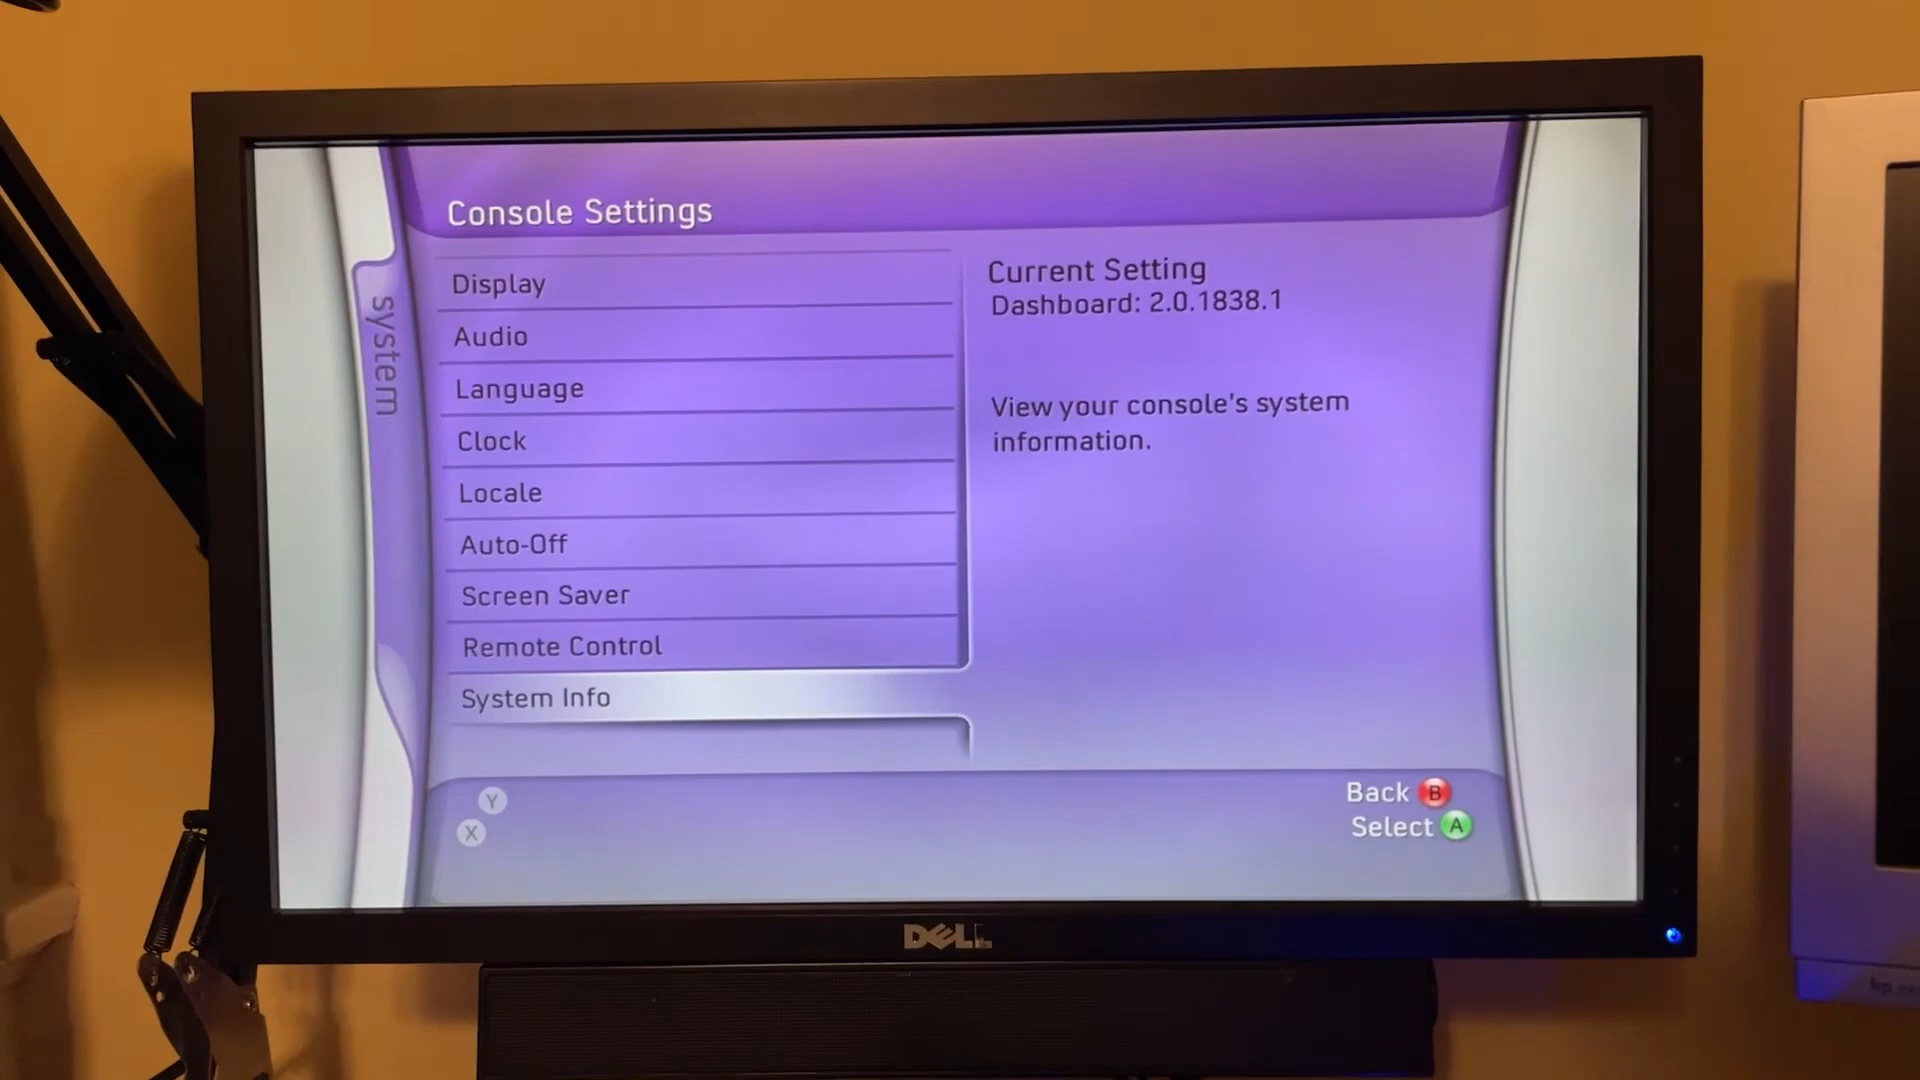 Console Settings
system
Display
Audio
Language
Clock
Locale
Auto-Off
Screen Saver
Remote Control
System Info
Current Setting
Dashboard: 2.0.1838.1
View your console's system
information.
Y
X
Back B
Select A
DELL
hp